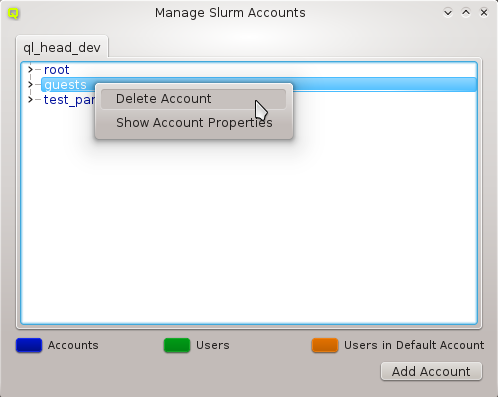 Manage Slurm Accounts
ql_head_dev
root
guests
test_par
Delete Account
Show Account Properties
Accounts
Users
Users in Default Account
Add Account